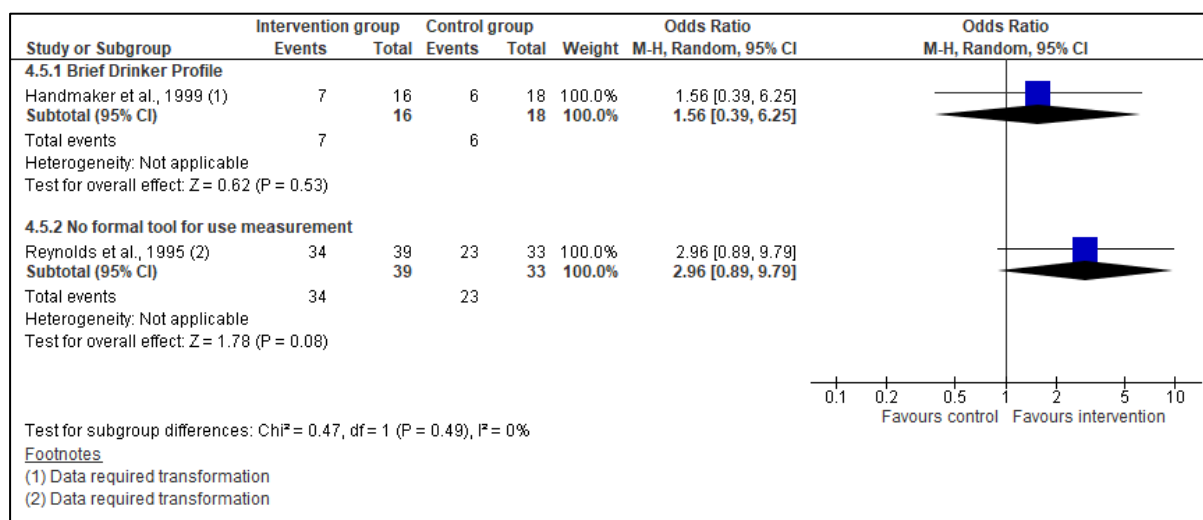 Intervention group Control group Odds Ratio Odds Ratio
Study or Subgroup Events Total Events Total Weight M-H, Random, 95% CI M-H, Random, 95% CI
4.5.1 Brief Drinker Profile
Handmaker et al., 1999 (1) 7 16 6 18 100.0% 1.56 [0.39, 6.25]
Subtotal (95% CI) 16 18 100.0% 1.56 [0.39, 6.25]
Total events 7 6
Heterogeneity: Not applicable
Test for overall effect: Z = 0.62 (P = 0.53)
4.5.2 No formal tool for use measurement
Reynolds et al., 1995 (2) 34 39 23 33 100.0% 2.96 [0.89, 9.79]
Subtotal (95% CI) 39 33 100.0% 2.96 [0.89, 9.79]
Total events 34 23
Heterogeneity: Not applicable
Test for overall effect: Z = 1.78 (P = 0.08)
0.1 0.2 0.5 1 2 5 10
Favours control Favours intervention
Test for subgroup differences: Chi² = 0.47, df = 1 (P = 0.49), I² = 0%
Footnotes
(1) Data required transformation
(2) Data required transformation